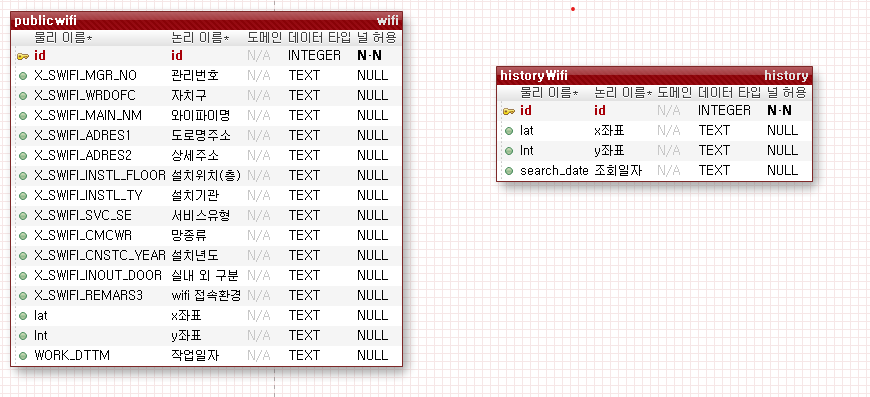 publicwifi wifi
물리 이름* 논리 이름* 도메인 데이터 타입 널 허용
id id N/A INTEGER N-N
X_SWIFI_MGR_NO 관리번호 N/A TEXT NULL
X_SWIFI_WRDOFC 자치구 N/A TEXT NULL
X_SWIFI_MAIN_NM 와이파이명 N/A TEXT NULL
X_SWIFI_ADRES1 도로명주소 N/A TEXT NULL
X_SWIFI_ADRES2 상세주소 N/A TEXT NULL
X_SWIFI_INSTL_FLOOR 설치위치(층) N/A TEXT NULL
X_SWIFI_INSTL_TY 설치기관 N/A TEXT NULL
X_SWIFI_SVC_SE 서비스유형 N/A TEXT NULL
X_SWIFI_CMCWR 망종류 N/A TEXT NULL
X_SWIFI_CNSTC_YEAR 설치년도 N/A TEXT NULL
X_SWIFI_INOUT_DOOR 실내 외 구분 N/A TEXT NULL
X_SWIFI_REMARS3 wifi 접속환경 N/A TEXT NULL
lat x좌표 N/A TEXT NULL
lnt y좌표 N/A TEXT NULL
WORK_DTTM 작업일자 N/A TEXT NULL
historyWifi history
물리 이름* 논리 이름* 도메인 데이터 타입 널 허용
id id N/A INTEGER N-N
lat x좌표 N/A TEXT NULL
lnt y좌표 N/A TEXT NULL
search_date 조회일자 N/A TEXT NULL